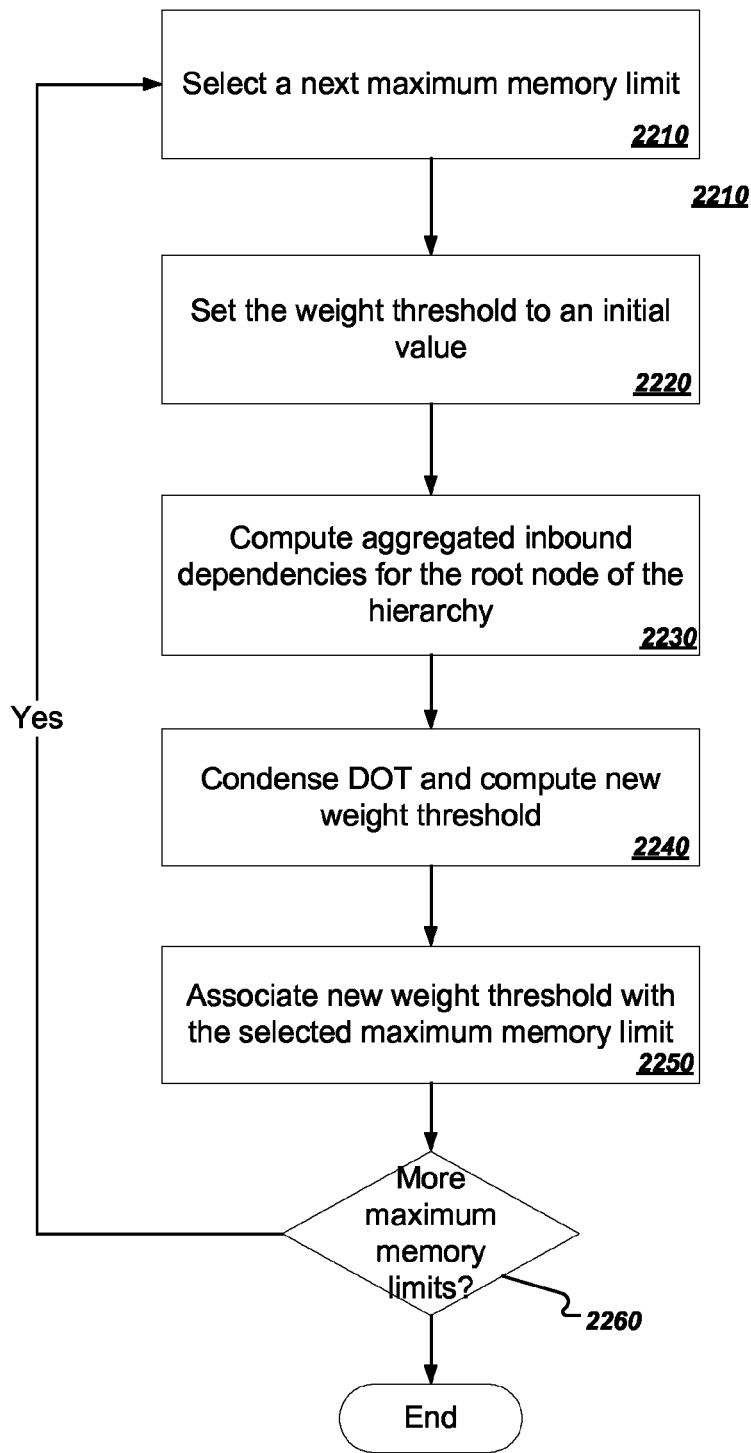 Select a next maximum memory limit
2210
2210
Set the weight threshold to an initial
value
2220
Compute aggregated inbound
dependencies for the root node of the
hierarchy
2230
Yes
Condense DOT and compute new
weight threshold
2240
Associate new weight threshold with
the selected maximum memory limit
2250
More
maximum
memory
limits?
2260
End